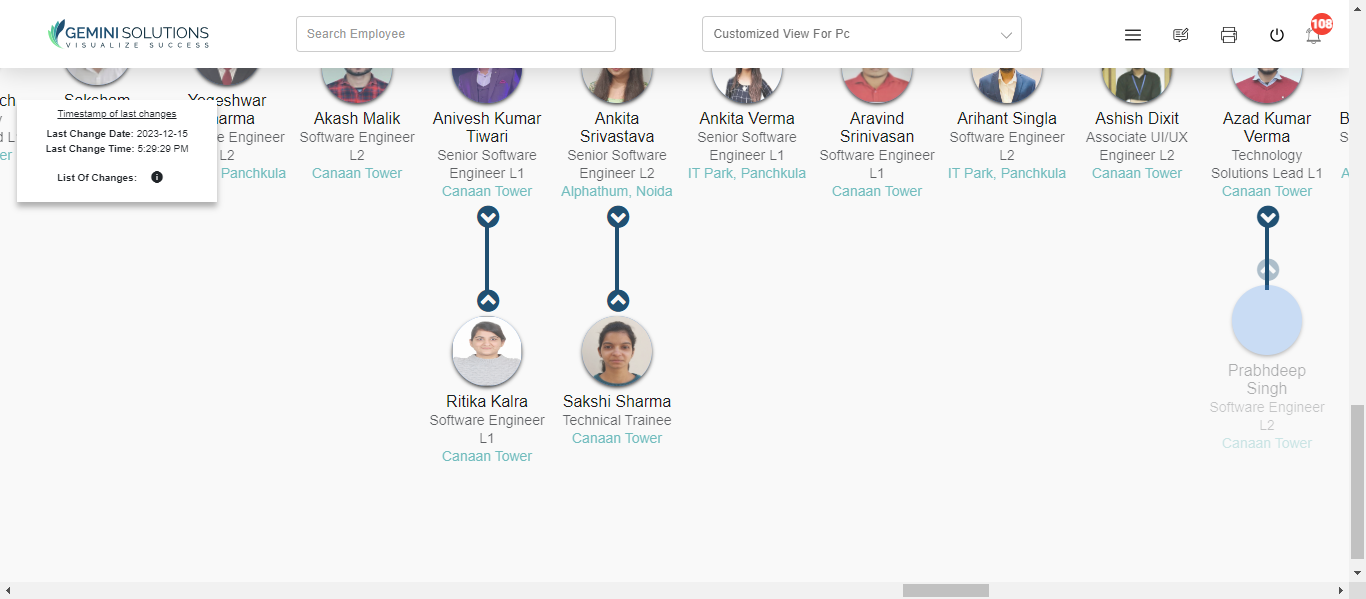 GEMINI SOLUTIONS
VISUALIZE SUCCESS
Search Employee
Customized View For Pc
108
Timestamp of last changes
Last Change Date: 2023-12-15
Last Change Time: 5:29:29 PM
List Of Changes:
Saksham
Yogeshwar
Software Engineer
L2
IT Park, Panchkula
Akash Malik
Software Engineer
L2
Canaan Tower
Anivesh Kumar
Tiwari
Senior Software
Engineer L1
Canaan Tower
Ankita
Srivastava
Senior Software
Engineer L2
Alphathum, Noida
Ankita Verma
Senior Software
Engineer L1
IT Park, Panchkula
Aravind
Srinivasan
Software Engineer
L1
Canaan Tower
Arihant Singla
Software Engineer
L2
IT Park, Panchkula
Ashish Dixit
Associate UI/UX
Engineer L2
Canaan Tower
Azad Kumar
Verma
Technology
Solutions Lead L1
Canaan Tower
Ritika Kalra
Software Engineer
L1
Canaan Tower
Sakshi Sharma
Technical Trainee
Canaan Tower
Prabhdeep
Singh
Software Engineer
L2
Canaan Tower